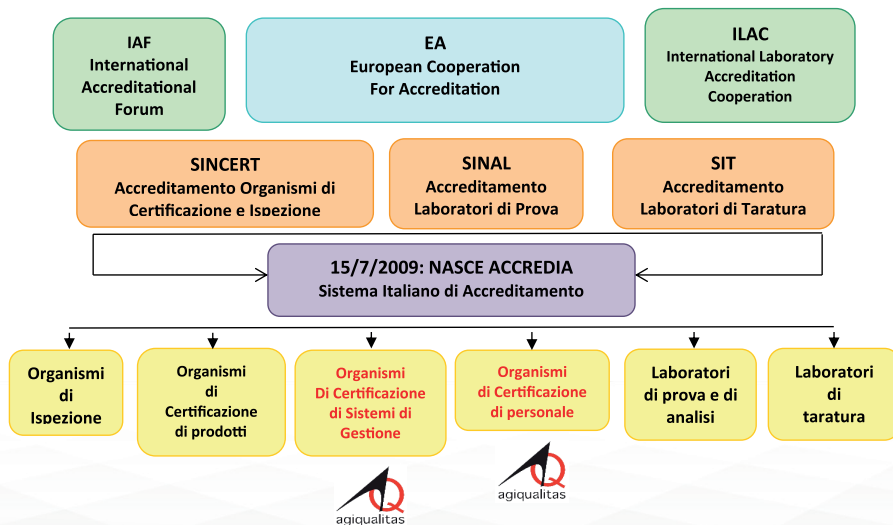 IAF
International
Accreditational
Forum
EA
European Cooperation
For Accreditation
ILAC
International Laboratory
Accreditation
Cooperation
SINCERT
Accreditamento Organismi di
Certificazione e Ispezione
SINAL
Accreditamento
Laboratori di Prova
SIT
Accreditamento
Laboratori di Taratura
15/7/2009: NASCE ACCREDIA
Sistema Italiano di Accreditamento
Organismi
di
Ispezione
Organismi
di
Certificazione
di prodotti
Organismi
Di Certificazione
di Sistemi di
Gestione
Organismi
di Certificazione
di personale
Laboratori
di prova e di
analisi
Laboratori
di
taratura
Q
agiqualitas
Q
agiqualitas